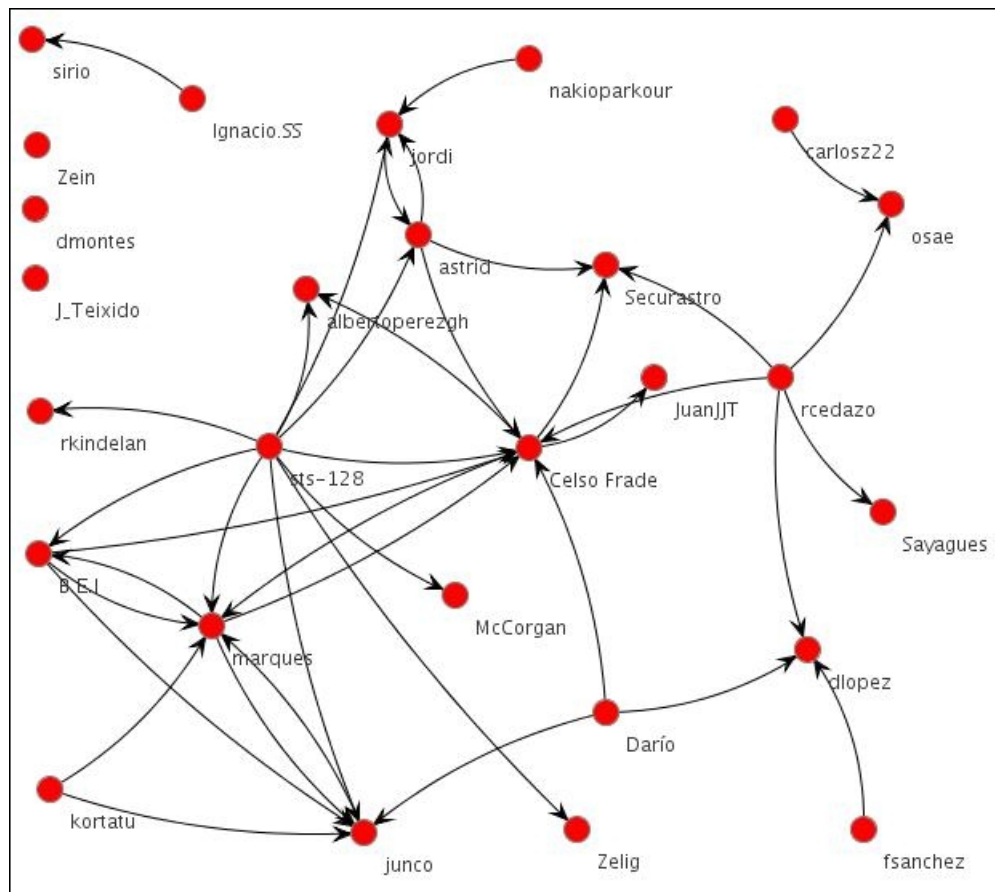 sirio
Ignacio.SS
nakioparkour
jordi
carlosz22
Zein
osae
dmontes
astrid
Securastro
J_Teixido
albertoperezgh
JuanJJT
rcedazo
rkindelan
sts-128
Celso Frade
Sayagues
B.E.I
McCorgan
marques
dlopez
Darío
kortatu
junco
Zelig
fsanchez